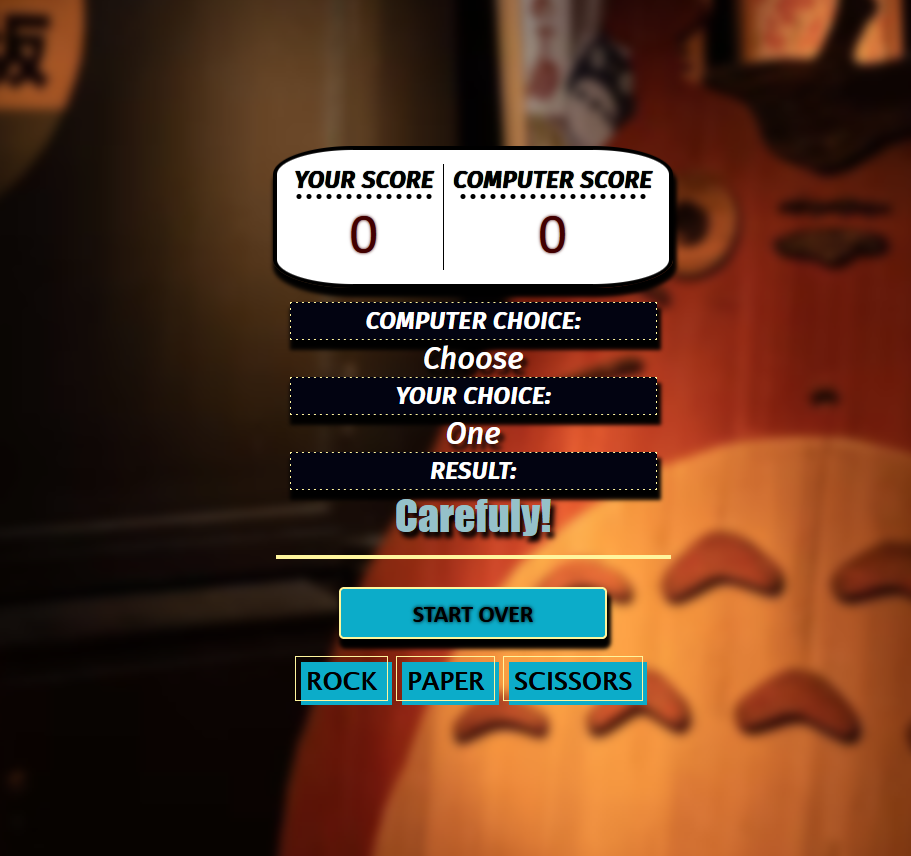 阪
YOUR SCORE COMPUTER SCORE
0 0
COMPUTER CHOICE:
Choose
YOUR CHOICE:
One
RESULT:
Carefuly!
START OVER
ROCK PAPER SCISSORS